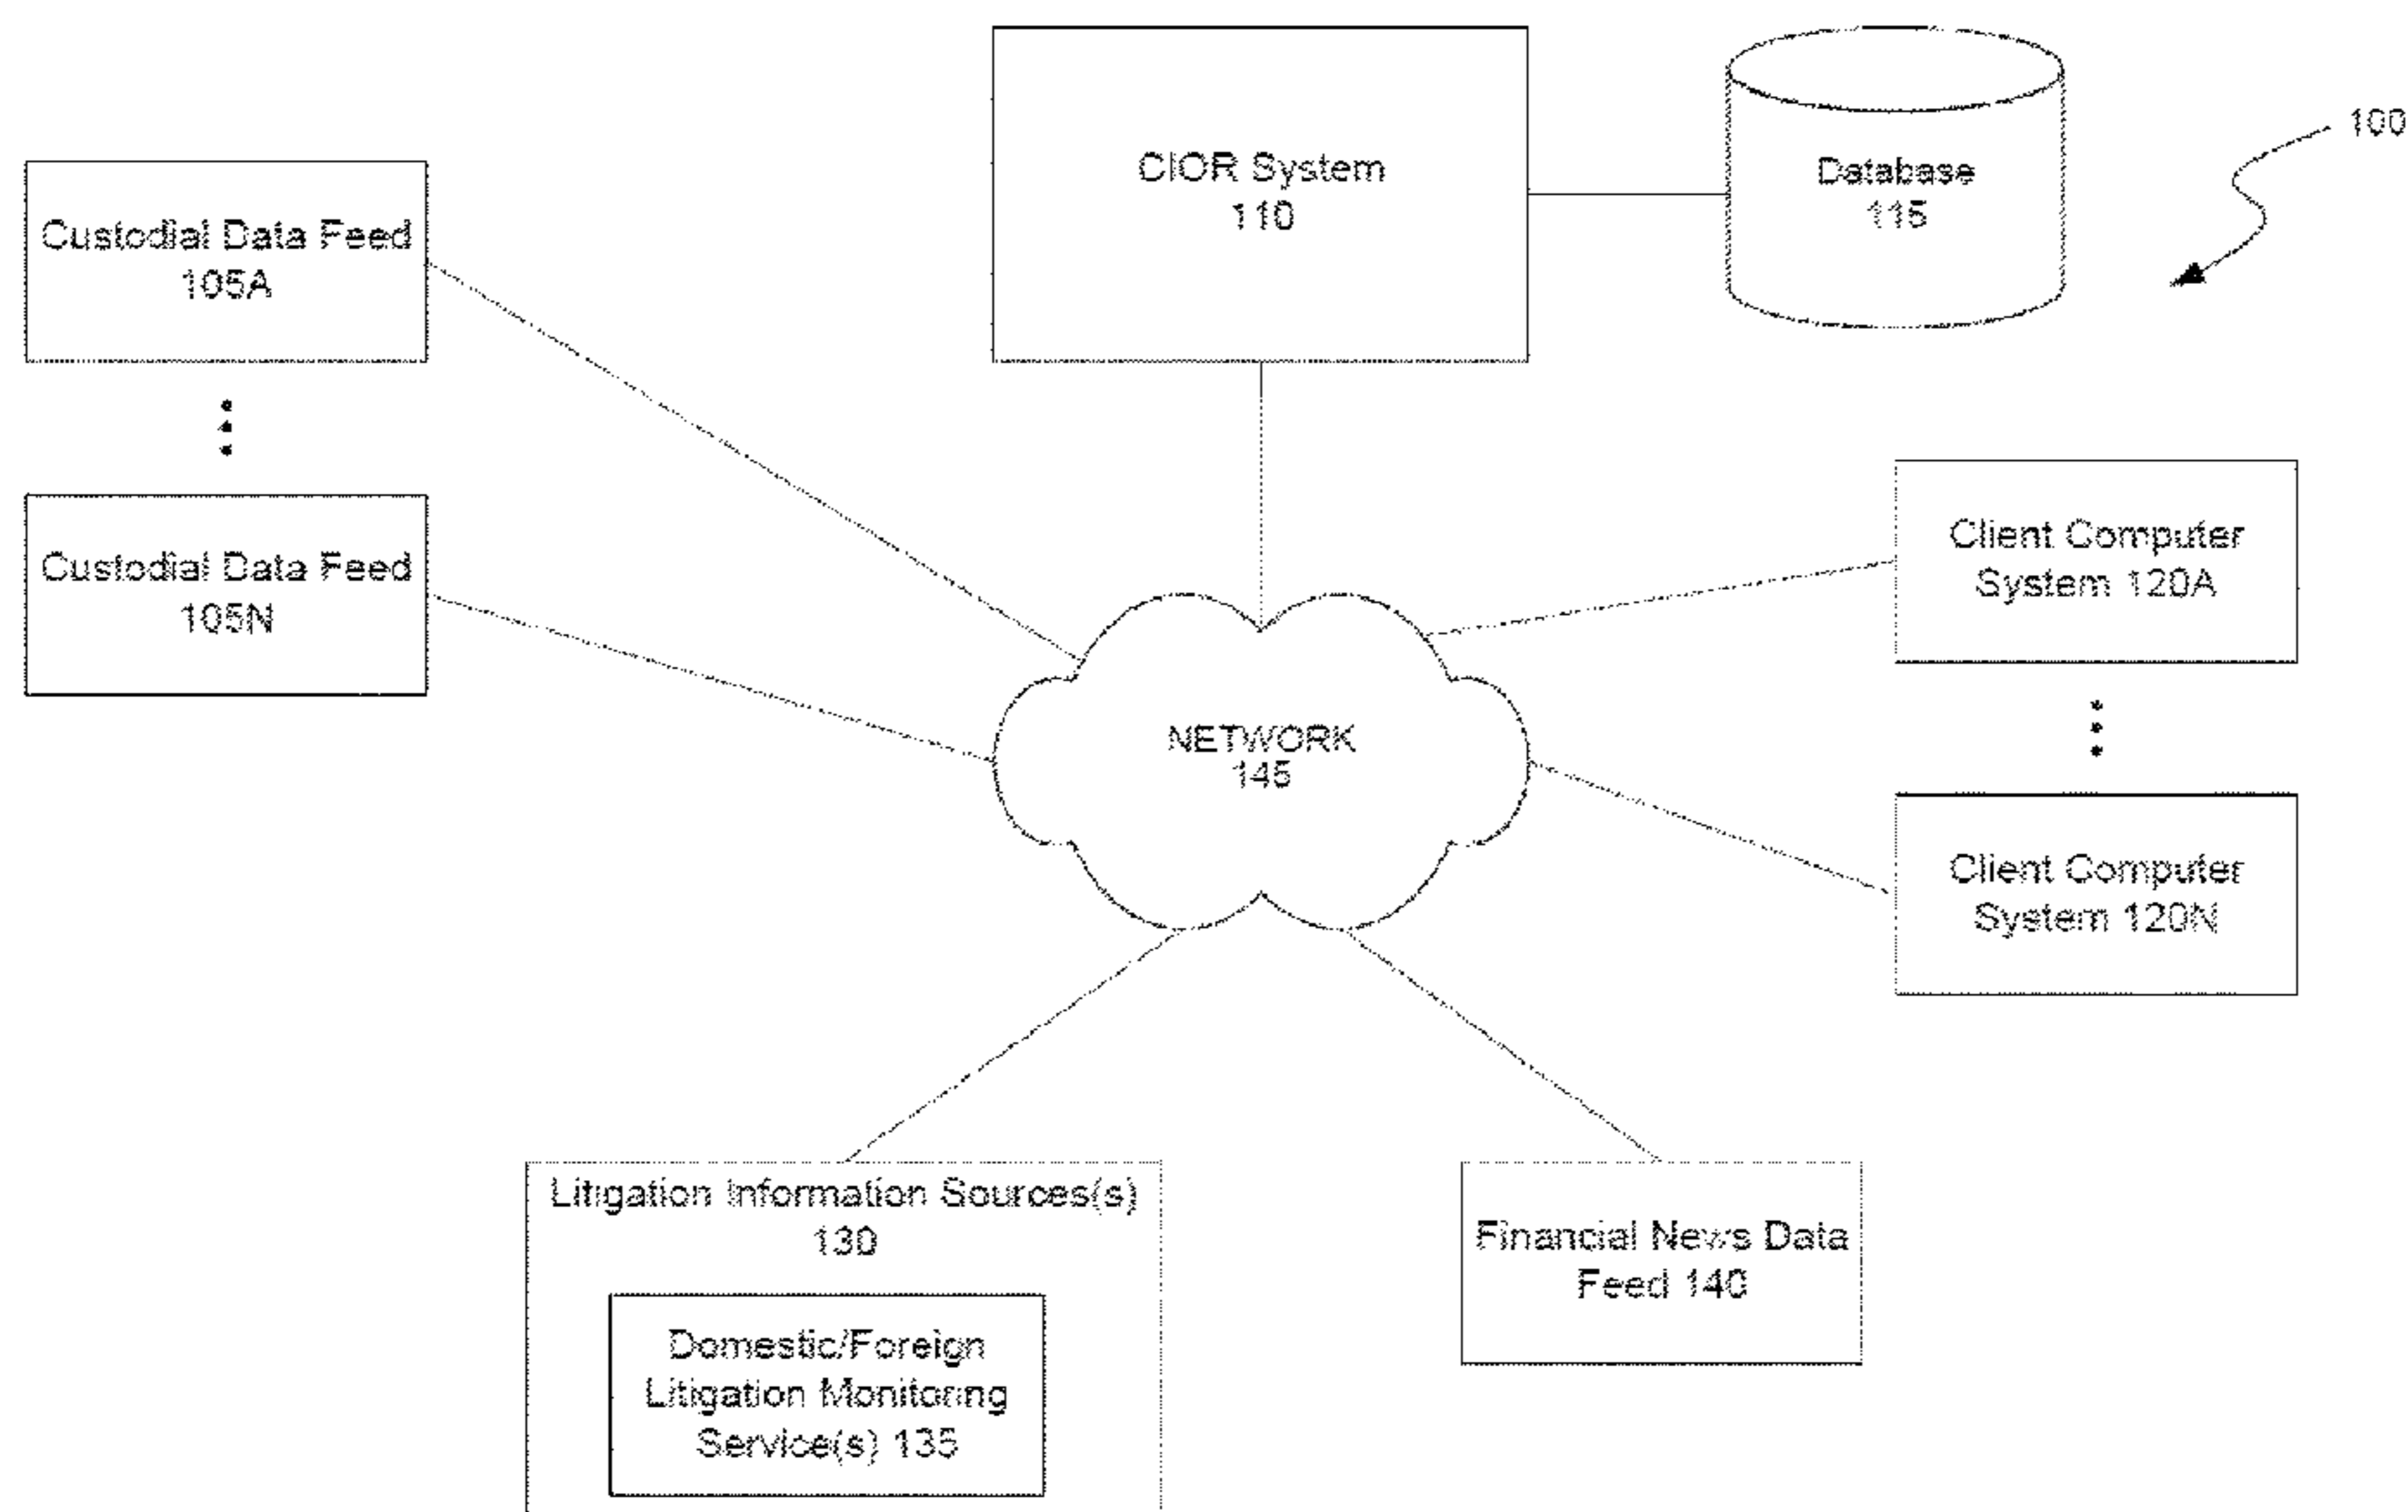 CIOR System
110
Database
115
100
Custodial Data Feed
105A
Custodial Data Feed
105N
Client Computer
System 120A
NETWORK
145
Client Computer
System 120N
Litigation Information Sources(s)
130
Domestic/Foreign
Litigation Monitoring
Service(s) 135
Financial News Data
Feed 140